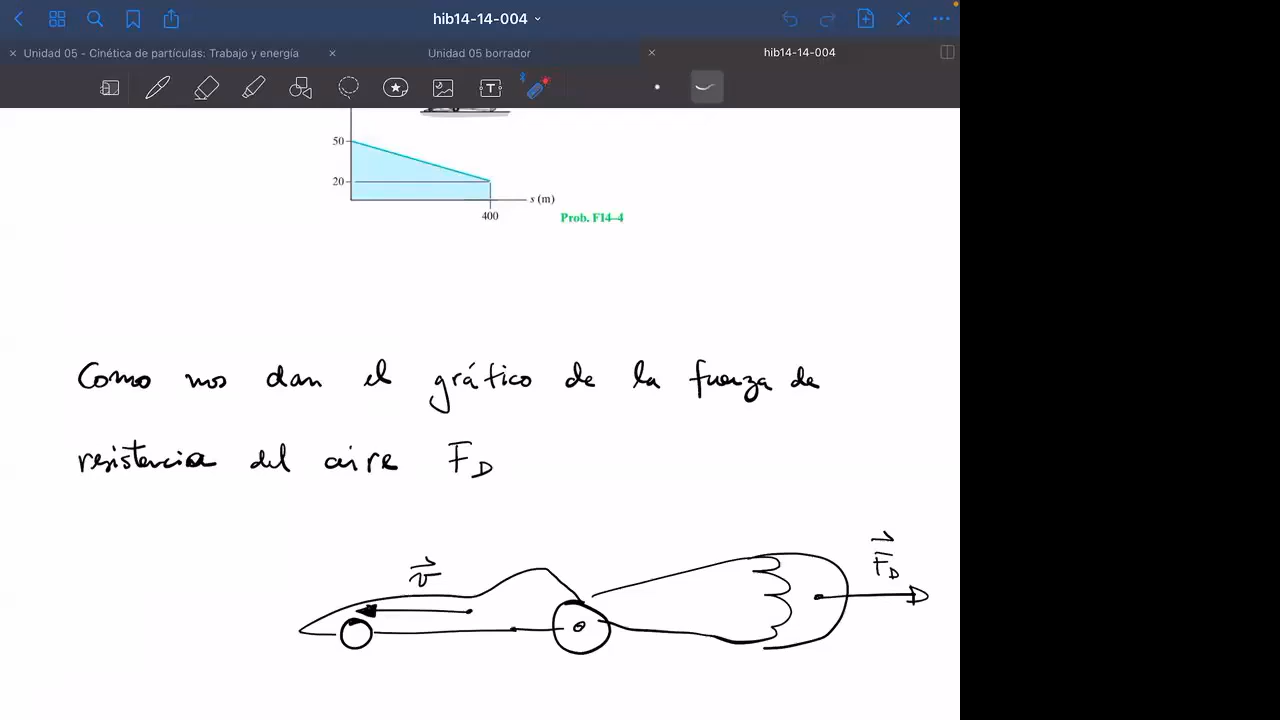 hib14-14-004
Unidad 05 - Cinética de partículas: Trabajo y energía
Unidad 05 borrador
hib14-14-004
T
50
20
s (m)
400
Prob. F14–4
Como nos dan el gráfico de la fuerza de
resistencia del aire F_D
v
F_D